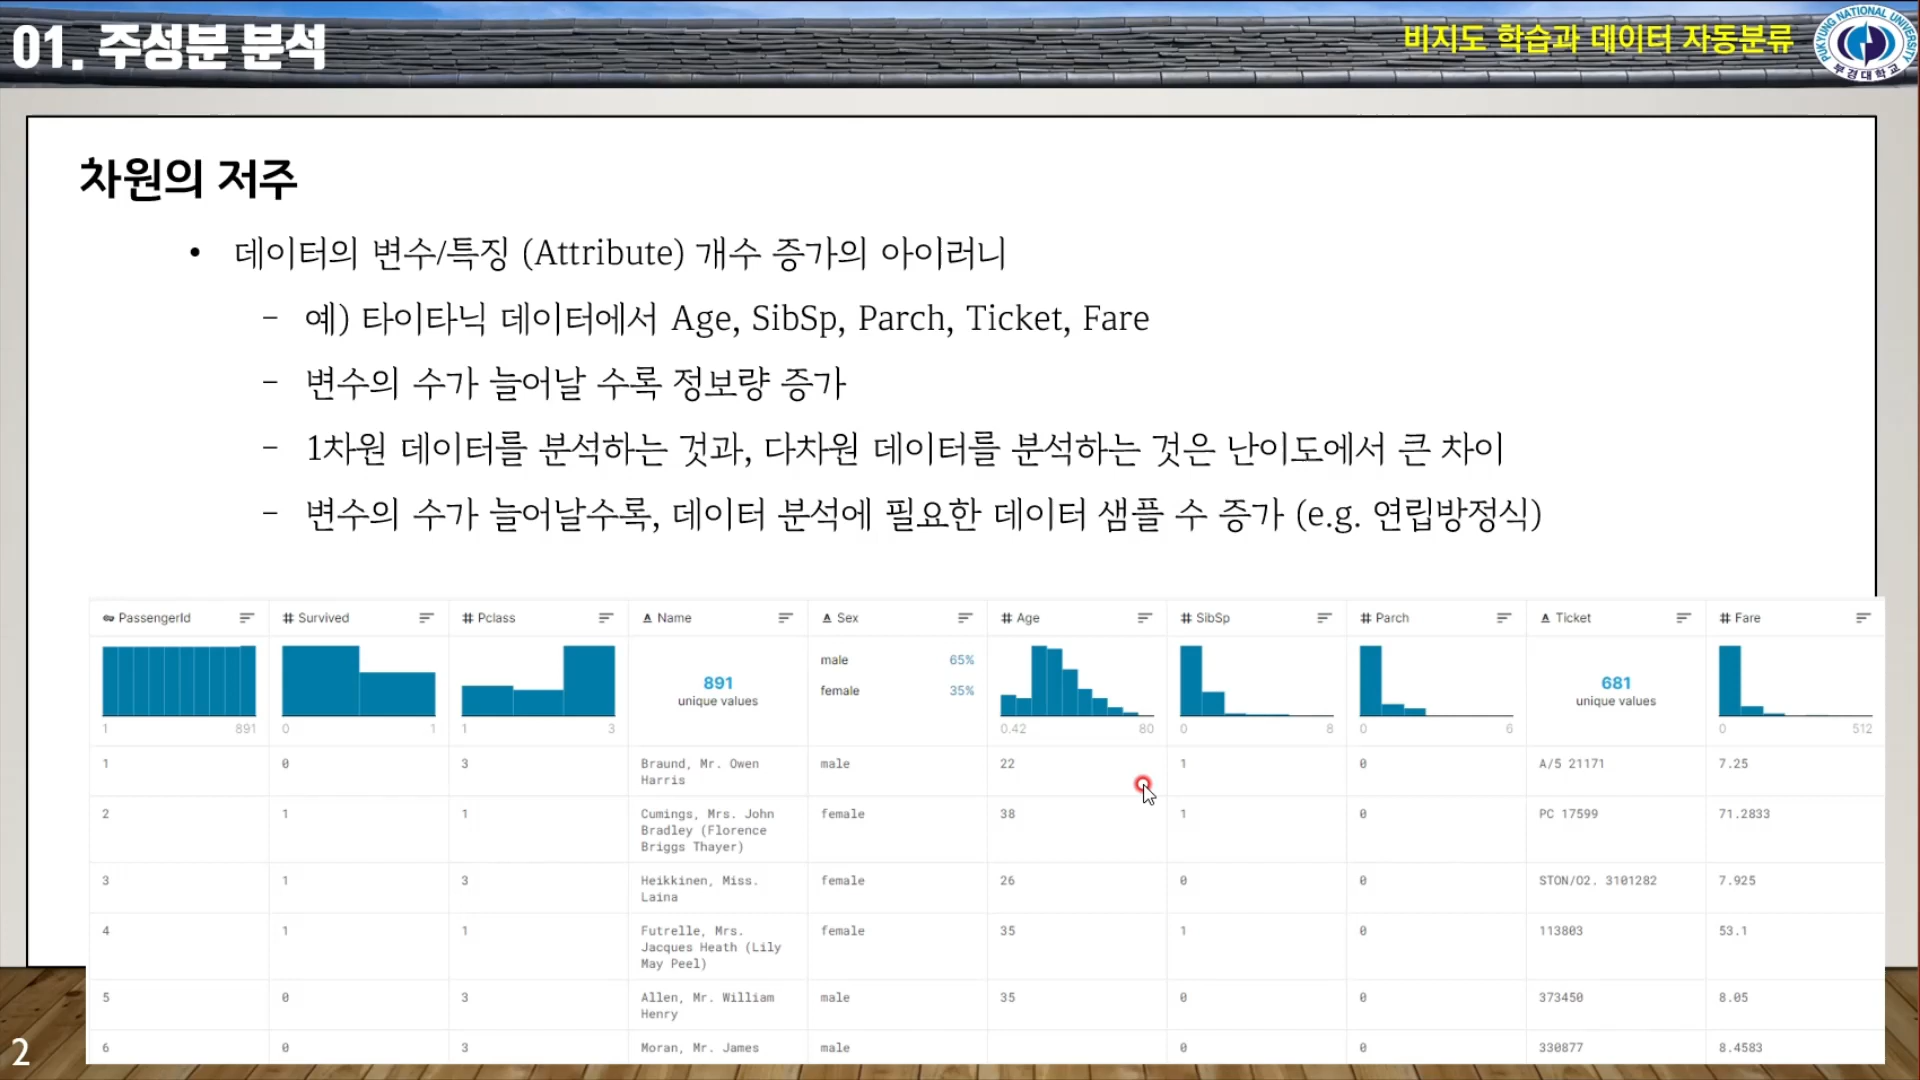 01. 주성분 분석
비지도 학습과 데이터 자동분류
PUKYONG NATIONAL UNIVERSITY
부경대학교
차원의 저주
• 데이터의 변수/특징 (Attribute) 개수 증가의 아이러니
– 예) 타이타닉 데이터에서 Age, SibSp, Parch, Ticket, Fare
– 변수의 수가 늘어날 수록 정보량 증가
– 1차원 데이터를 분석하는 것과, 다차원 데이터를 분석하는 것은 난이도에서 큰 차이
– 변수의 수가 늘어날수록, 데이터 분석에 필요한 데이터 샘플 수 증가 (e.g. 연립방정식)
PassengerId # Survived # Pclass A Name A Sex # Age # SibSp # Parch A Ticket # Fare
male 65%
891 681
female 35%
unique values unique values
1 891 0 1 1 3 0.42 80 0 8 0 6 0 512
1 0 3 Braund, Mr. Owen male 22 1 0 A/5 21171 7.25
Harris
2 1 1 Cumings, Mrs. John female 38 1 0 PC 17599 71.2833
Bradley (Florence
Briggs Thayer)
3 1 3 Heikkinen, Miss. female 26 0 0 STON/O2. 3101282 7.925
Laina
4 1 1 Futrelle, Mrs. female 35 1 0 113803 53.1
Jacques Heath (Lily
May Peel)
5 0 3 Allen, Mr. William male 35 0 0 373450 8.05
Henry
6 0 3 Moran, Mr. James male 0 0 330877 8.4583
2